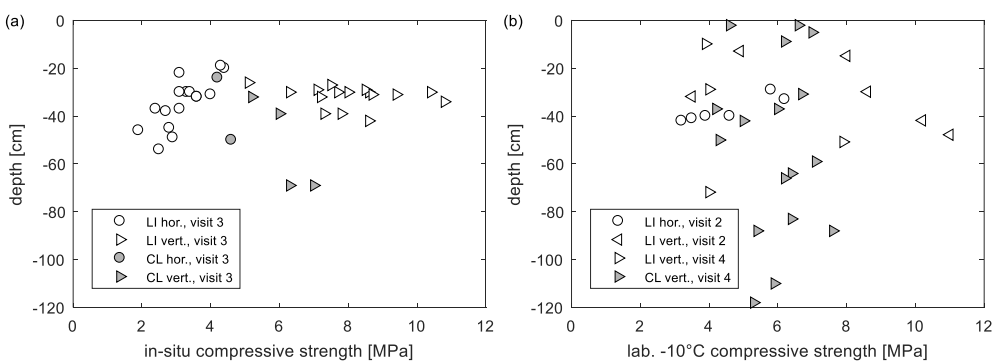 (a)
0
-20
-40
-60
-80
-100
-120
depth [cm]
LI hor., visit 3
LI vert., visit 3
CL hor., visit 3
CL vert., visit 3
0 2 4 6 8 10 12
in-situ compressive strength [MPa]
(b)
0
-20
-40
-60
-80
-100
-120
depth [cm]
LI hor., visit 2
LI vert., visit 2
LI vert., visit 4
CL vert., visit 4
0 2 4 6 8 10 12
lab. -10°C compressive strength [MPa]